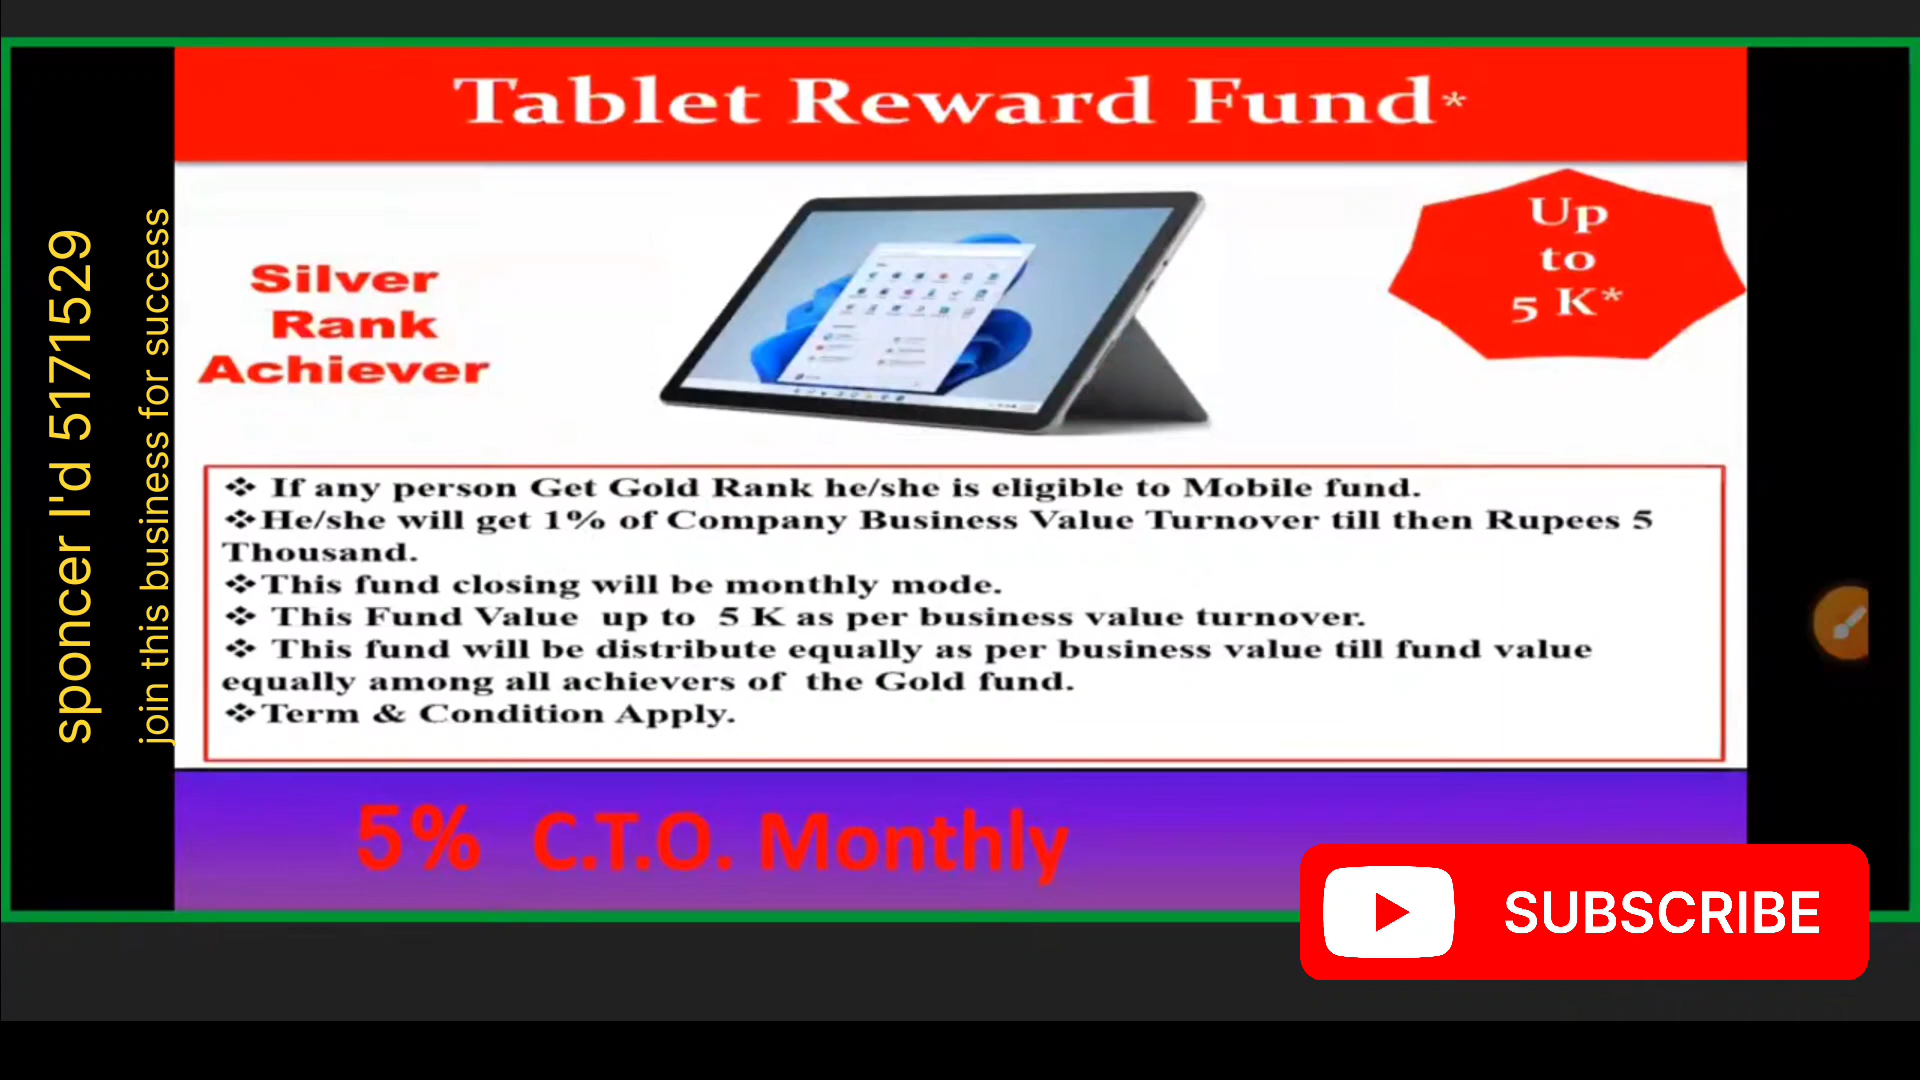 Tablet Reward Fund*
sponcer I'd 5171529
join this business for success
Silver
Rank
Achiever
Up
to
5 K*
❖ If any person Get Gold Rank he/she is eligible to Mobile fund.
❖He/she will get 1% of Company Business Value Turnover till then Rupees 5
Thousand.
❖This fund closing will be monthly mode.
❖ This Fund Value up to 5 K as per business value turnover.
❖ This fund will be distribute equally as per business value till fund value
equally among all achievers of the Gold fund.
❖Term & Condition Apply.
5% C.T.O. Monthly
SUBSCRIBE